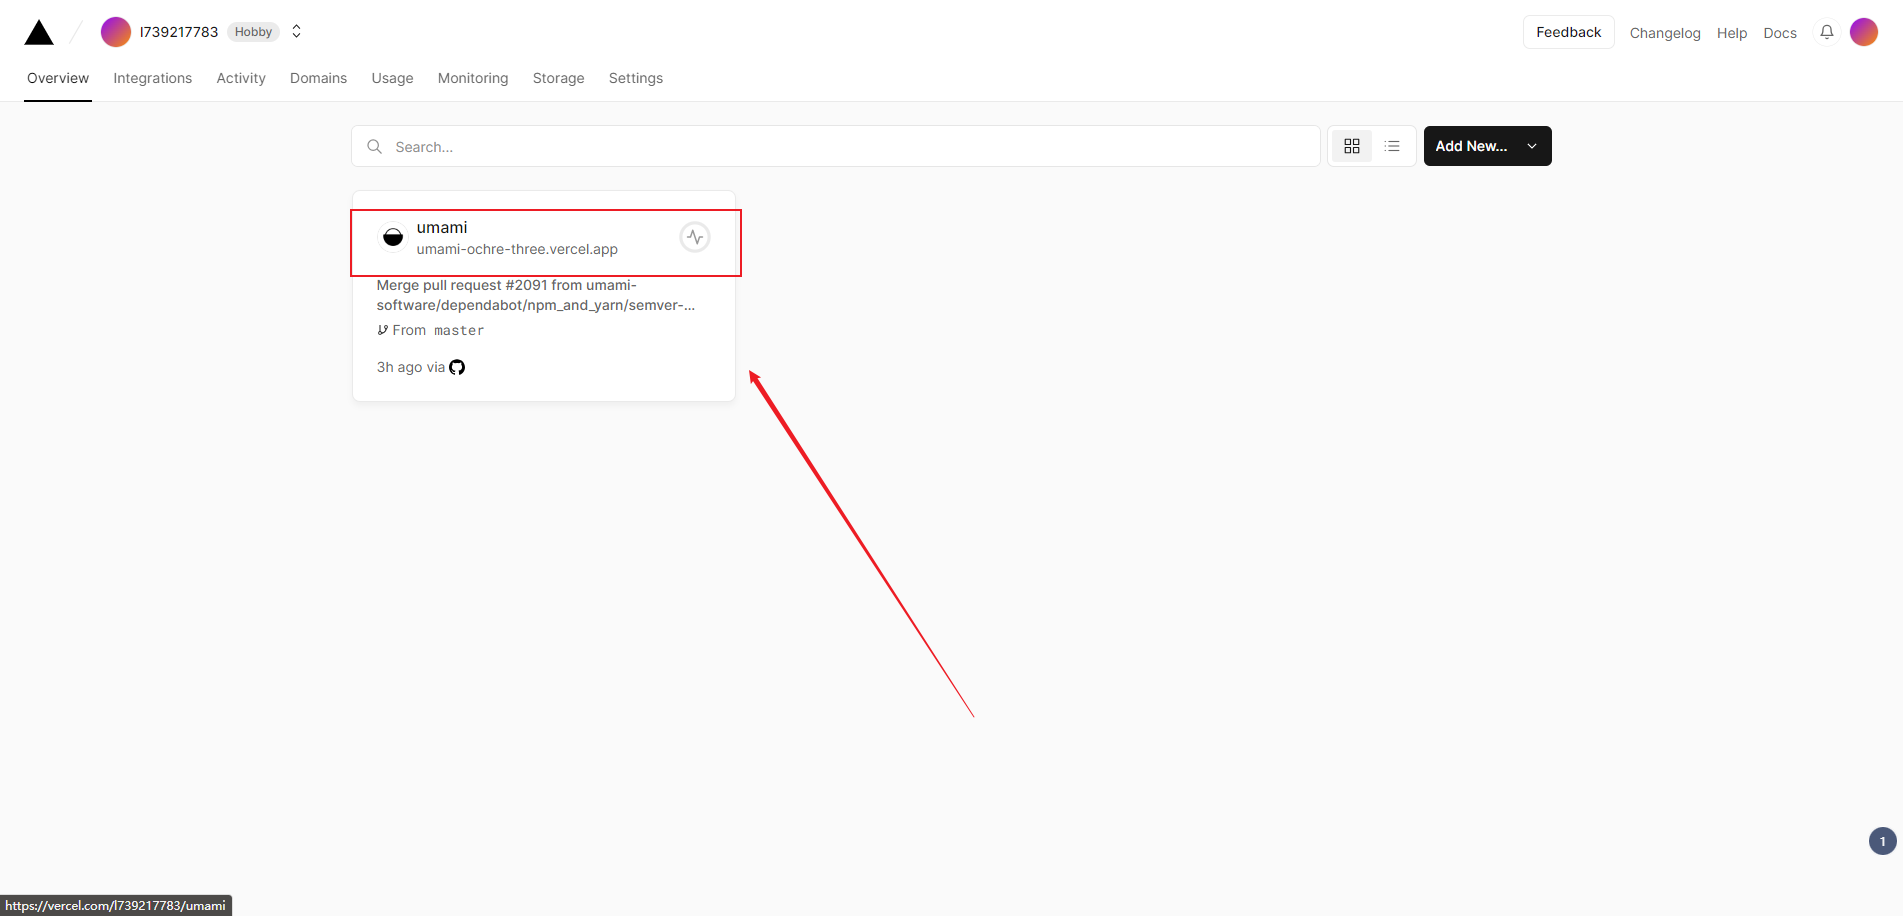 l739217783 Hobby
Feedback Changelog Help Docs
Overview Integrations Activity Domains Usage Monitoring Storage Settings
Search...
Add New...
umami
umami-ochre-three.vercel.app
Merge pull request #2091 from umami-
software/dependabot/npm_and_yarn/semver-...
From master
3h ago via
1
https://vercel.com/l739217783/umami